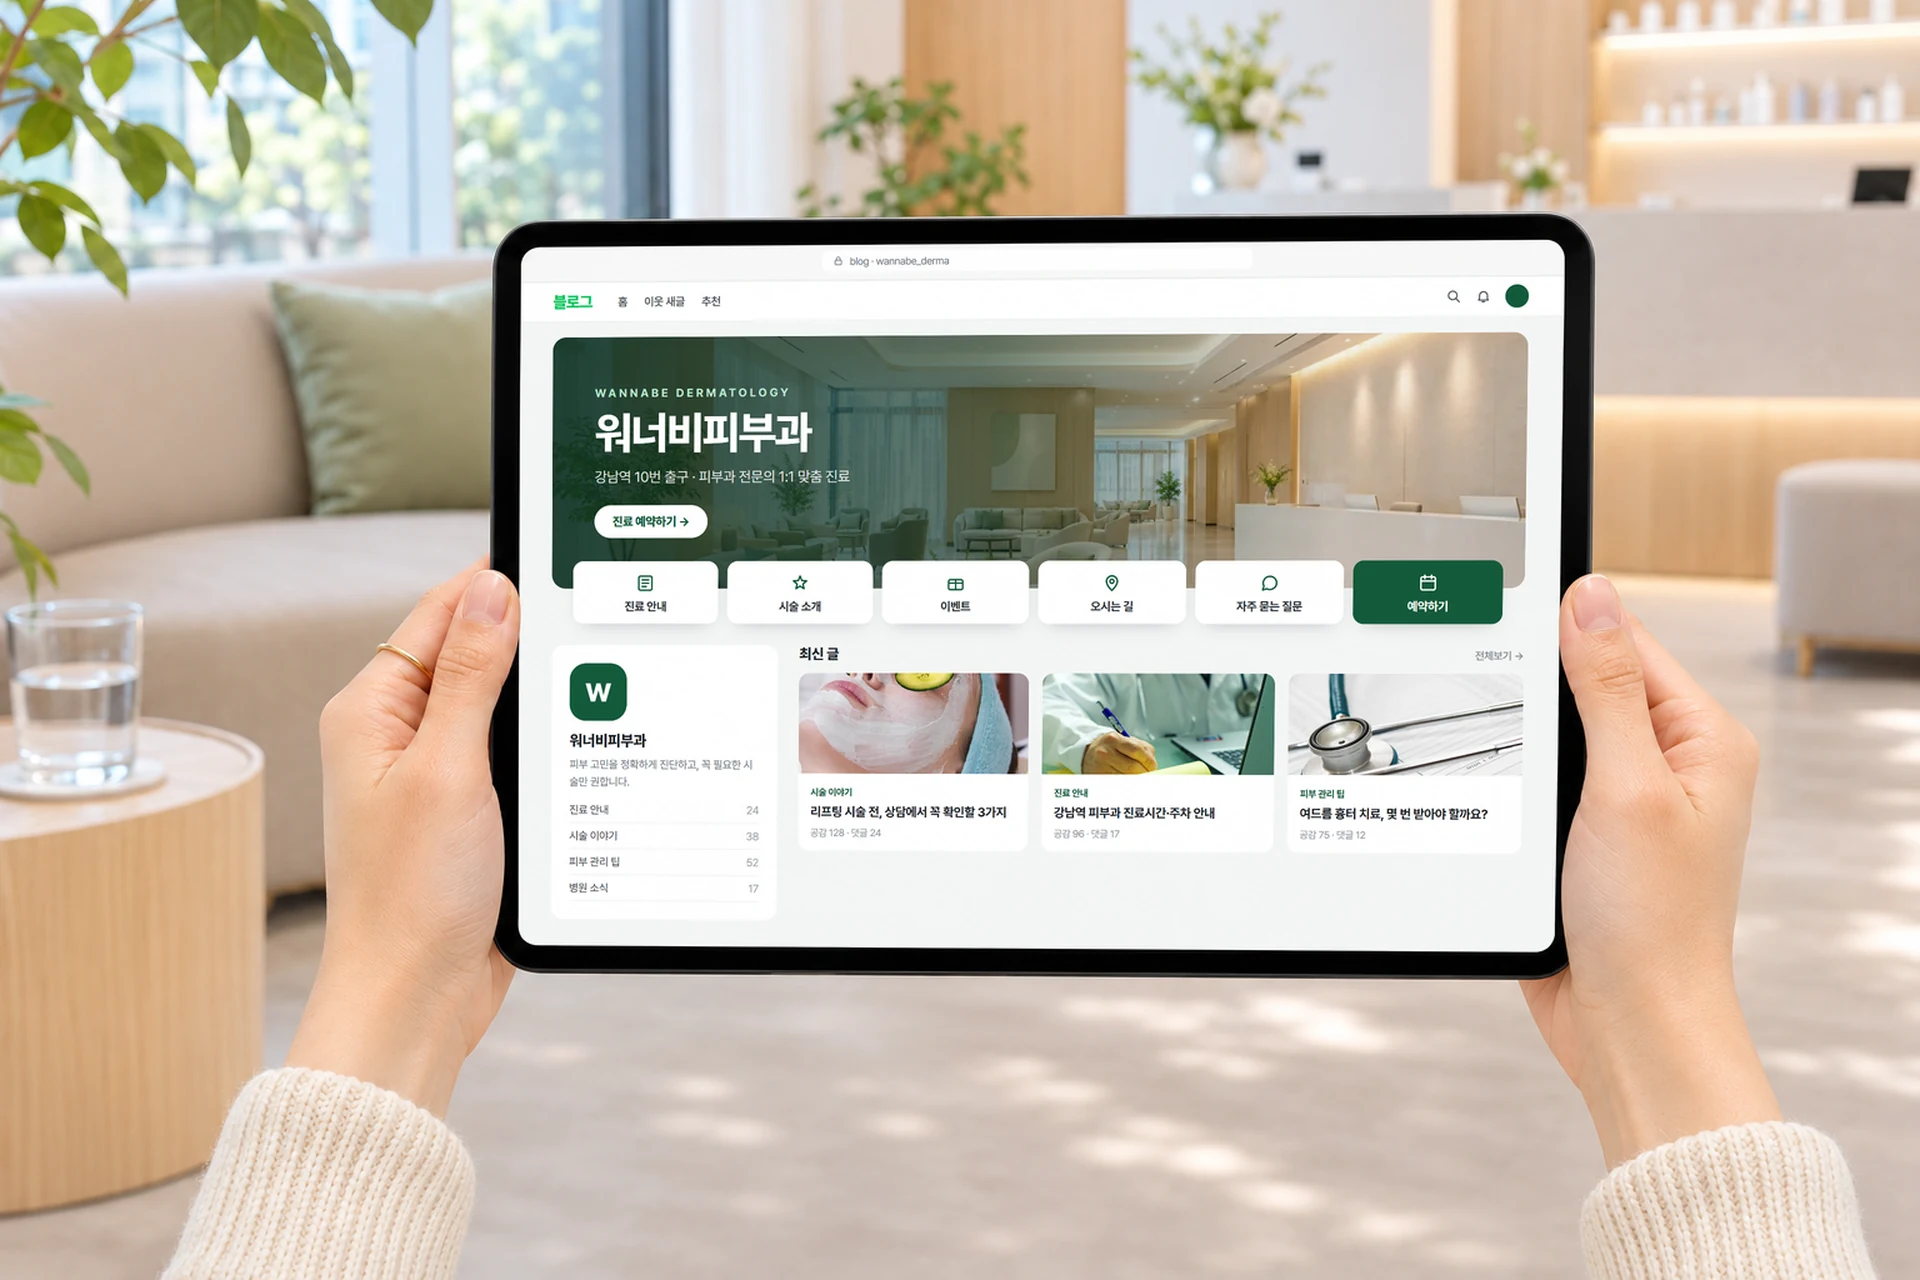 blog · wannabe_derma
블로그 홈 이웃 새글 추천
WANNABE DERMATOLOGY
워너비피부과
강남역 10번 출구 · 피부과 전문의 1:1 맞춤 진료
진료 예약하기 →
진료 안내 시술 소개 이벤트 오시는 길 자주 묻는 질문 예약하기
W
워너비피부과
피부 고민을 정확하게 진단하고, 꼭 필요한 시
술만 권합니다.
진료 안내 24
시술 이야기 38
피부 관리 팁 52
병원 소식 17
최신 글 전체보기 →
시술 이야기
리프팅 시술 전, 상담에서 꼭 확인할 3가지
공감 128 · 댓글 24
진료 안내
강남역 피부과 진료시간·주차 안내
공감 96 · 댓글 17
피부 관리 팁
여드름 흉터 치료, 몇 번 받아야 할까요?
공감 75 · 댓글 12